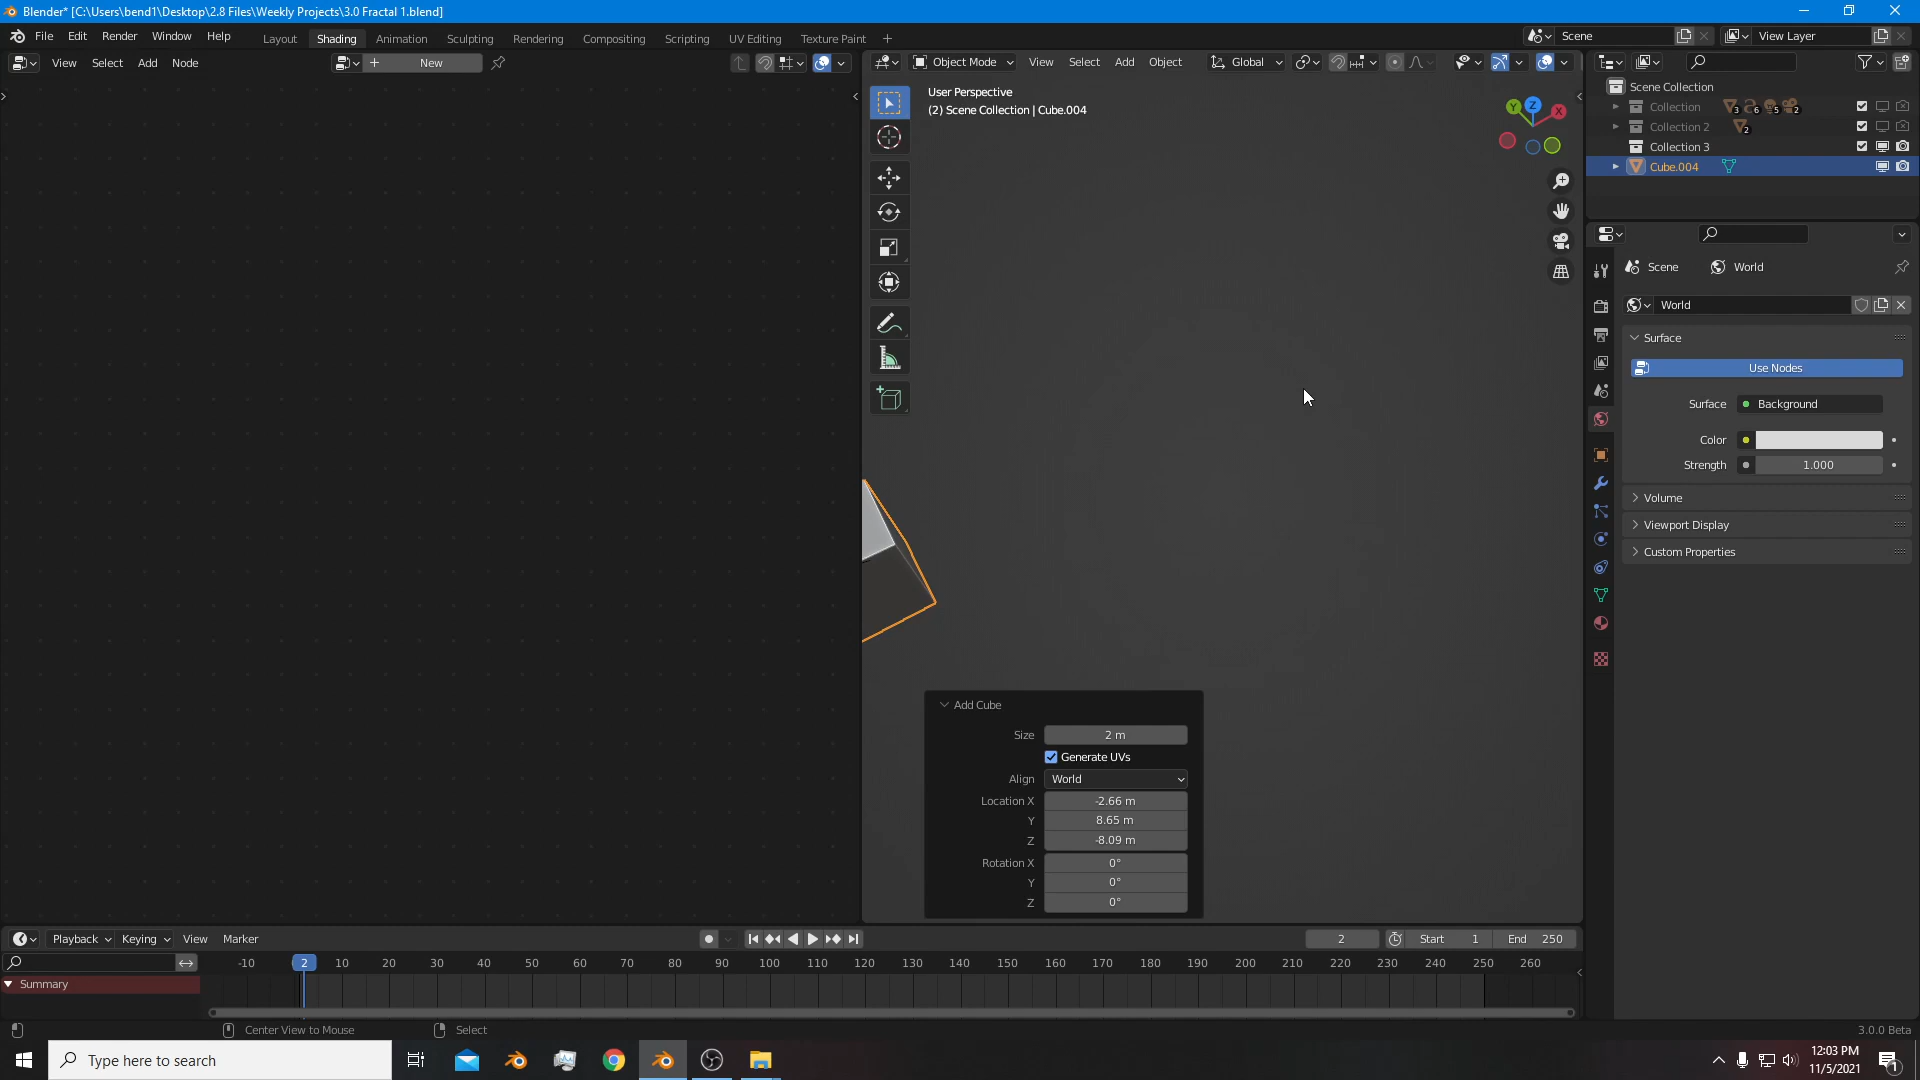 Blender* [C:\Users\bend1\Desktop\2.8 Files\Weekly Projects\3.0 Fractal 1.blend]
File Edit Render Window Help
Layout Shading Animation Sculpting Rendering Compositing Scripting UV Editing Texture Paint +
Scene
View Layer
View Select Add Node
New
Object Mode View Select Add Object Global
User Perspective
(2) Scene Collection | Cube.004
Y Z X
Scene Collection
Collection 3 6 5 2
Collection 2 2
Collection 3
Cube.004
Scene World
World
Surface
Use Nodes
Surface Background
Color
Strength 1.000
Volume
Viewport Display
Custom Properties
Add Cube
Size 2 m
Generate UVs
Align World
Location X -2.66 m
Y 8.65 m
Z -8.09 m
Rotation X 0°
Y 0°
Z 0°
Playback Keying View Marker
2 Start 1 End 250
-10 2 10 20 30 40 50 60 70 80 90 100 110 120 130 140 150 160 170 180 190 200 210 220 230 240 250 260
Summary
Center View to Mouse Select
3.0.0 Beta
Type here to search
12:03 PM
11/5/2021
1